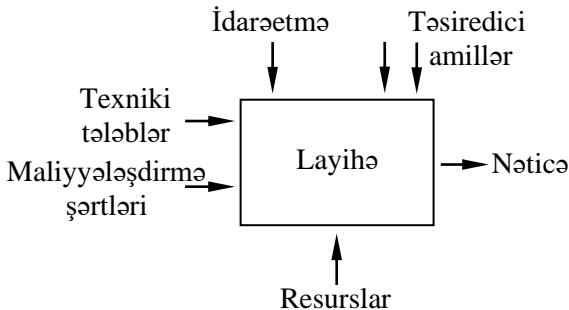 İdarəetmə
Təsiredici
amillər
Texniki
tələblər
Maliyyələşdirmə
şərtləri
Layihə
Nəticə
Resurslar